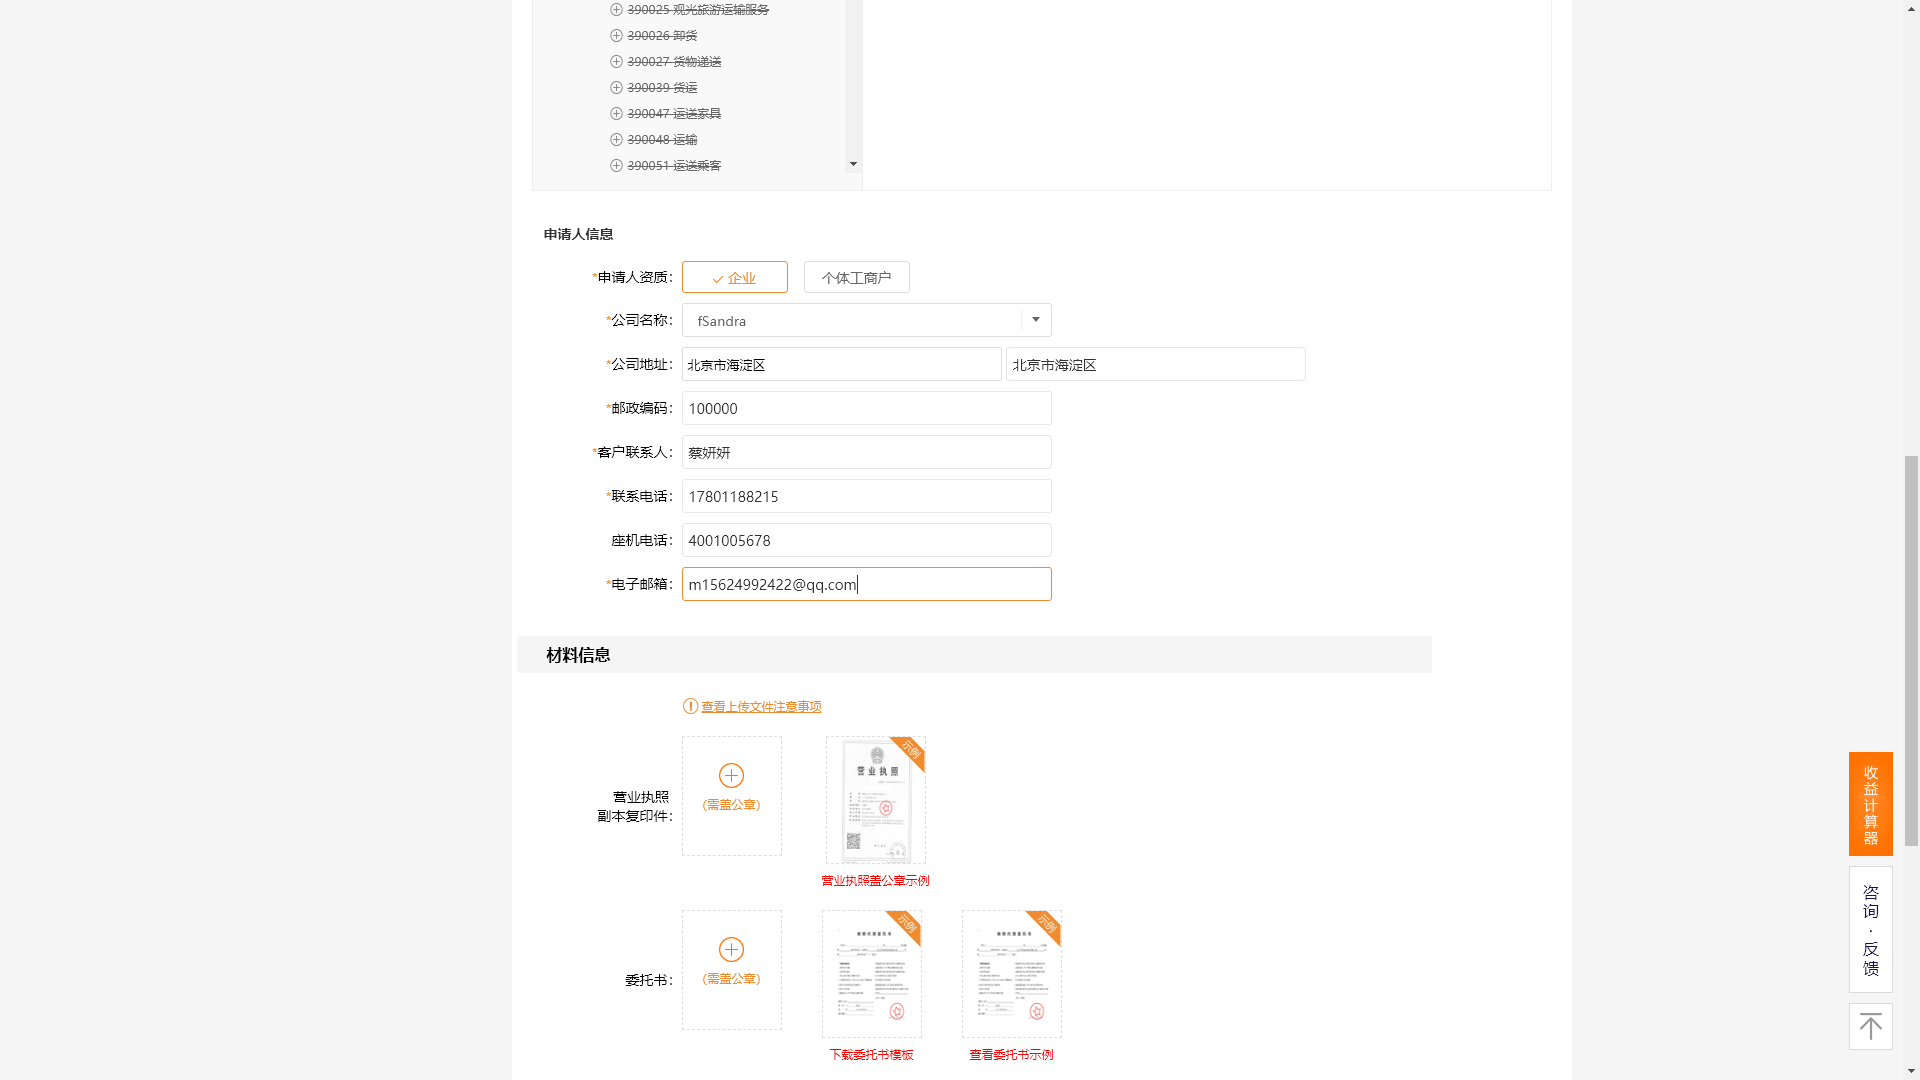 390025 观光旅游运输服务
390026 卸货
390027 货物递送
390039 货运
390047 运送家具
390048 运输
390051 运送乘客
申请人信息
*申请人资质： 企业 个体工商户
*公司名称： fSandra
*公司地址： 北京市海淀区 北京市海淀区
*邮政编码： 100000
*客户联系人： 蔡妍妍
*联系电话： 17801188215
座机电话： 4001005678
*电子邮箱： m15624992422@qq.com
材料信息
查看上传文件注意事项
营业执照
副本复印件：
(需盖公章)
示例
营业执照
营业执照盖公章示例
委托书：
(需盖公章)
示例
示例
下载委托书模板
查看委托书示例
收益计算器
咨询·反馈